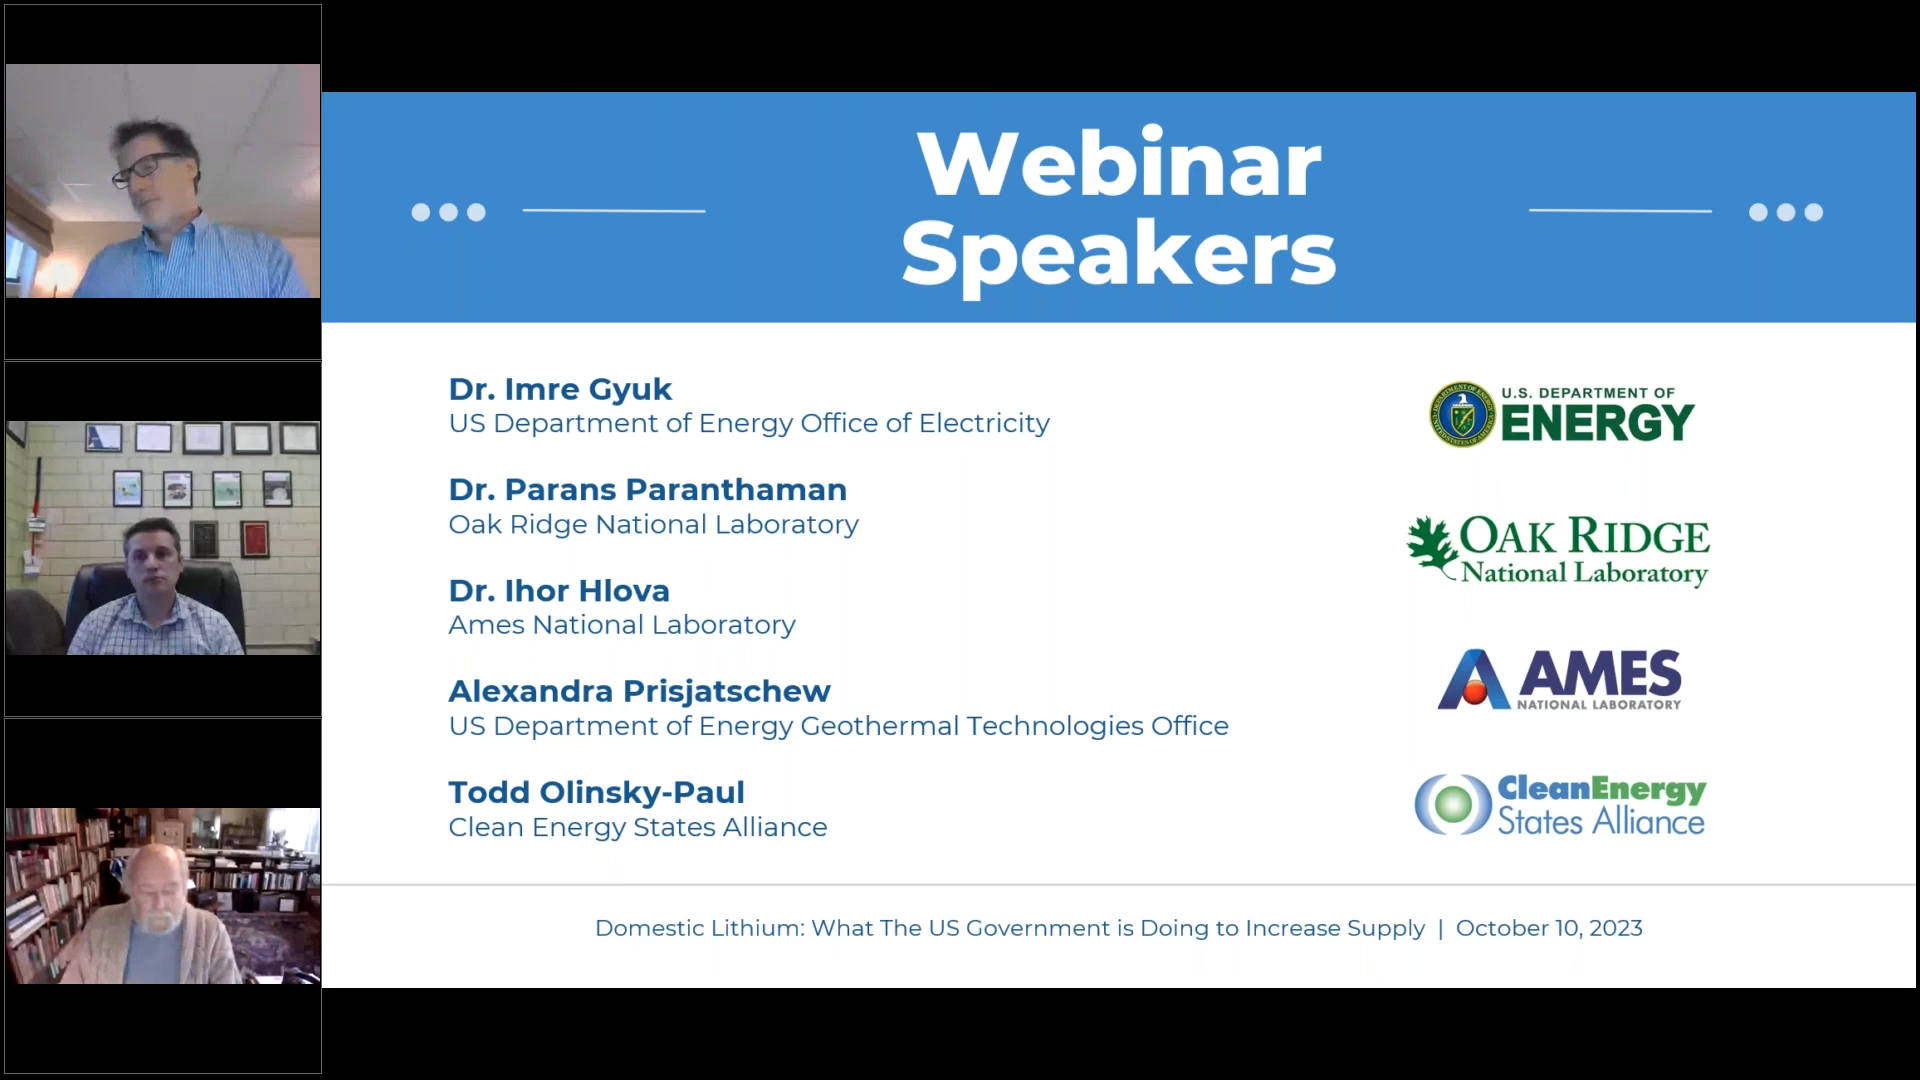 Webinar
Speakers
Dr. Imre Gyuk
US Department of Energy Office of Electricity
Dr. Parans Paranthaman
Oak Ridge National Laboratory
Dr. Ihor Hlova
Ames National Laboratory
Alexandra Prisjatschew
US Department of Energy Geothermal Technologies Office
Todd Olinsky-Paul
Clean Energy States Alliance
U.S. DEPARTMENT OF
ENERGY
OAK RIDGE
National Laboratory
AMES
NATIONAL LABORATORY
CleanEnergy
States Alliance
Domestic Lithium: What The US Government is Doing to Increase Supply | October 10, 2023